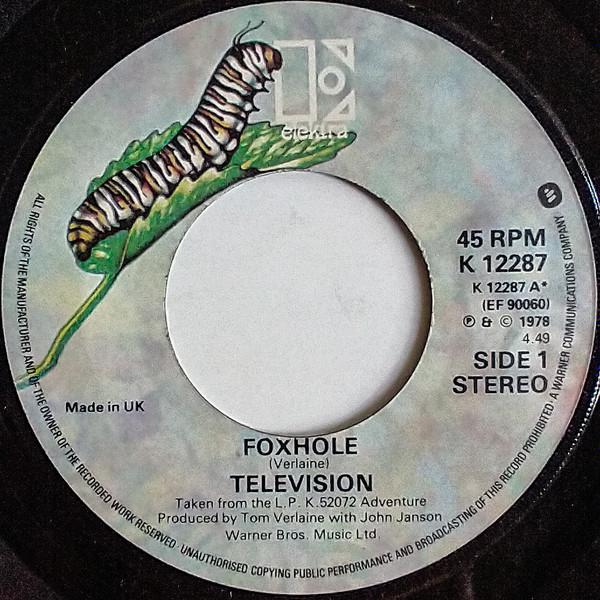 elektra
45 RPM
K 12287
K 12287 A*
(EF 90060)
℗ & © 1978
4.49
SIDE 1
STEREO
Made in UK
FOXHOLE
(Verlaine)
TELEVISION
Taken from the L.P. K.52072 Adventure
Produced by Tom Verlaine with John Janson
Warner Bros. Music Ltd.
ALL RIGHTS OF THE MANUFACTURER AND OF THE OWNER OF THE RECORDED WORK RESERVED · UNAUTHORISED COPYING PUBLIC PERFORMANCE AND BROADCASTING OF THIS RECORD PROHIBITED · A WARNER COMMUNICATIONS COMPANY